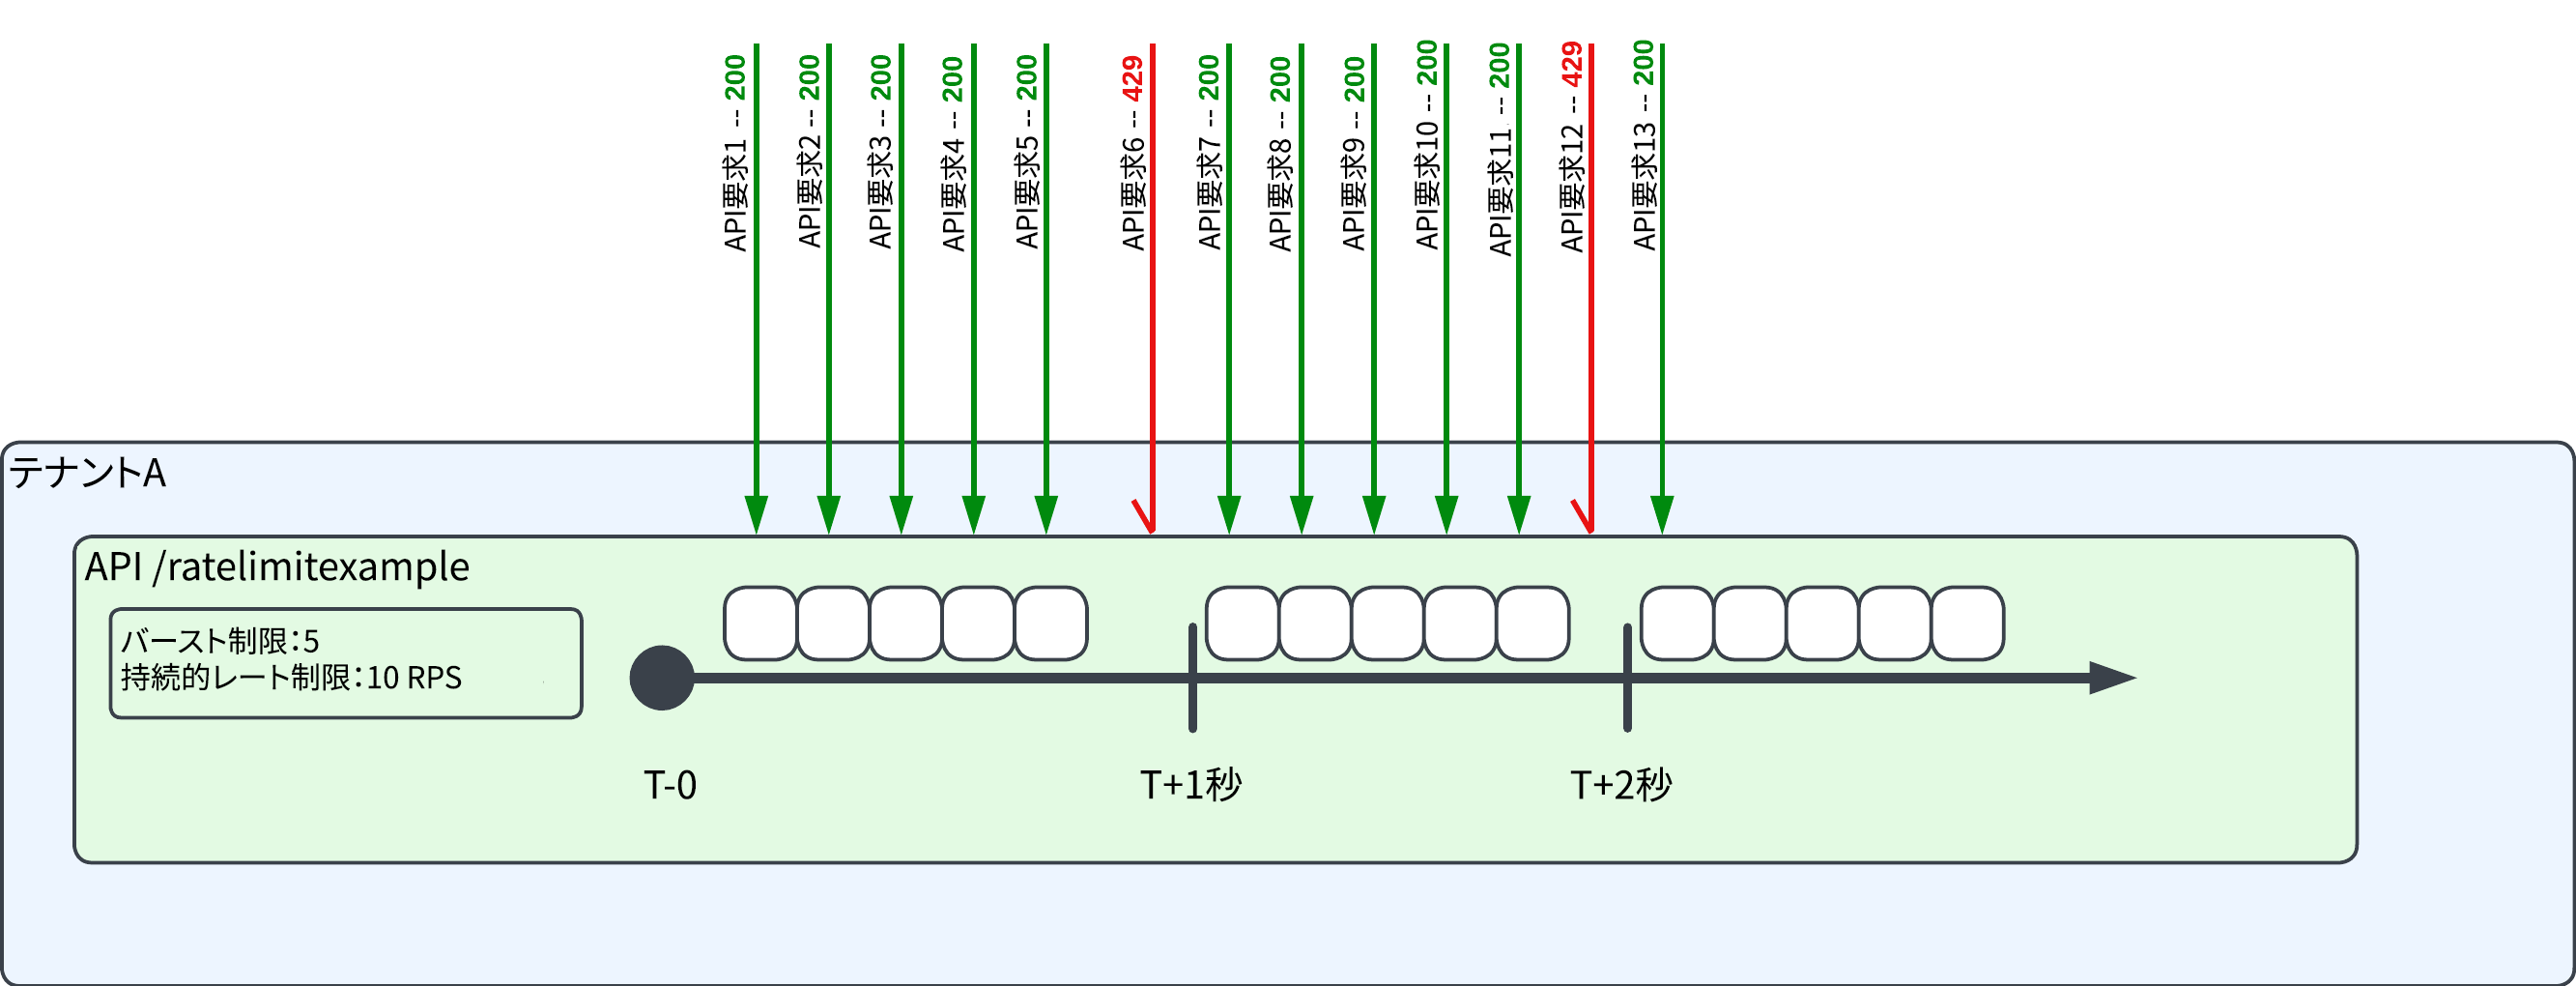 API要求1 -- 200
API要求2 -- 200
API要求3 -- 200
API要求4 -- 200
API要求5 -- 200
API要求6 -- 429
API要求7 -- 200
API要求8 -- 200
API要求9 -- 200
API要求10 -- 200
API要求11 -- 200
API要求12 -- 429
API要求13 -- 200
テナントA
API /ratelimitexample
バースト制限：5
持続的レート制限：10 RPS
T-0
T+1秒
T+2秒